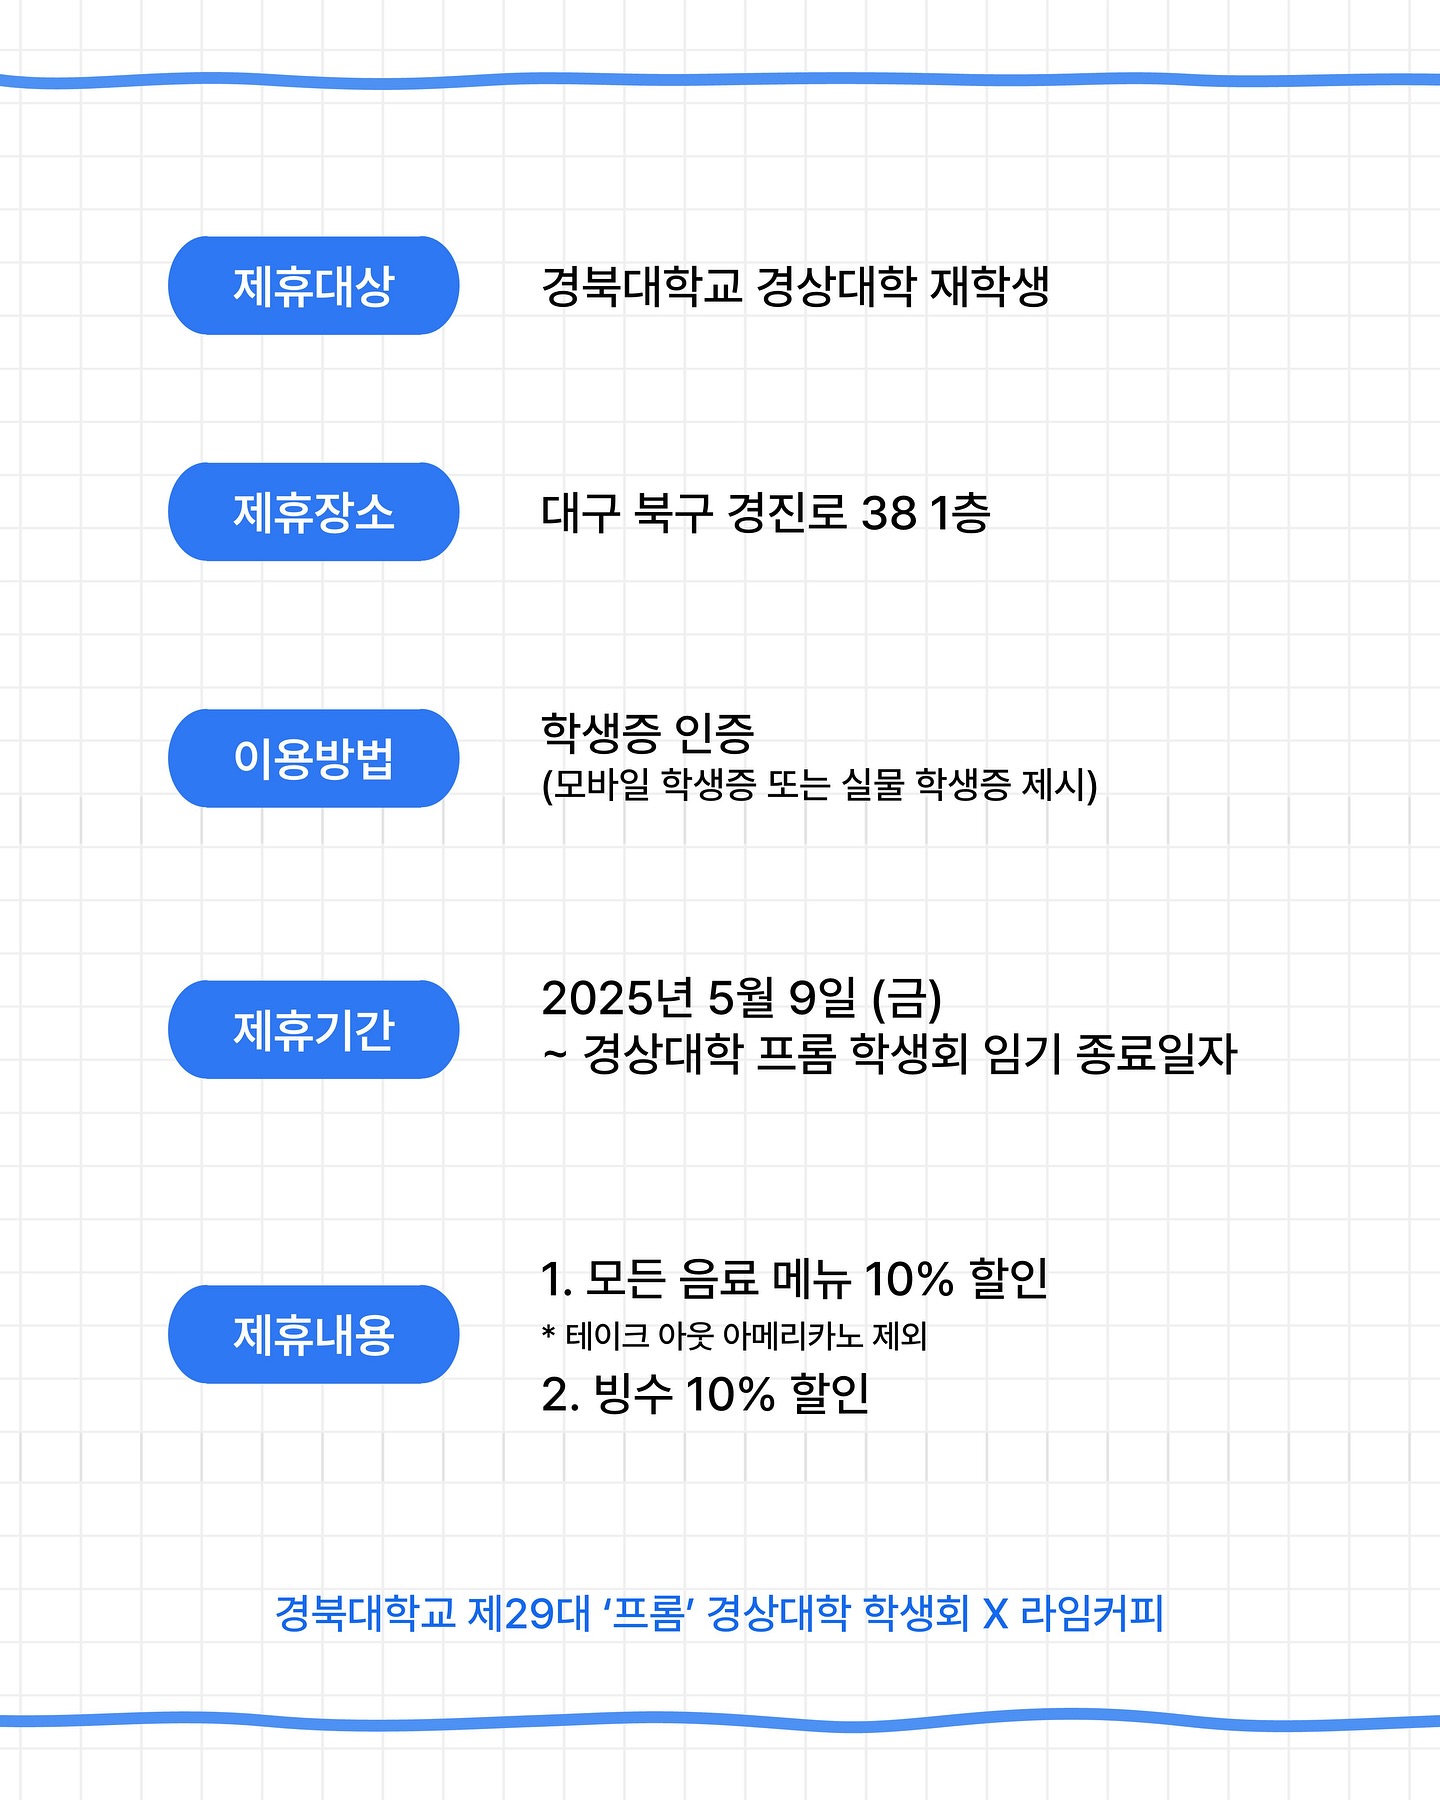 제휴대상
경북대학교 경상대학 재학생
제휴장소
대구 북구 경진로 38 1층
이용방법
학생증 인증
(모바일 학생증 또는 실물 학생증 제시)
제휴기간
2025년 5월 9일 (금)
~ 경상대학 프롬 학생회 임기 종료일자
제휴내용
1. 모든 음료 메뉴 10% 할인
* 테이크 아웃 아메리카노 제외
2. 빙수 10% 할인
경북대학교 제29대 ‘프롬’ 경상대학 학생회 X 라임커피